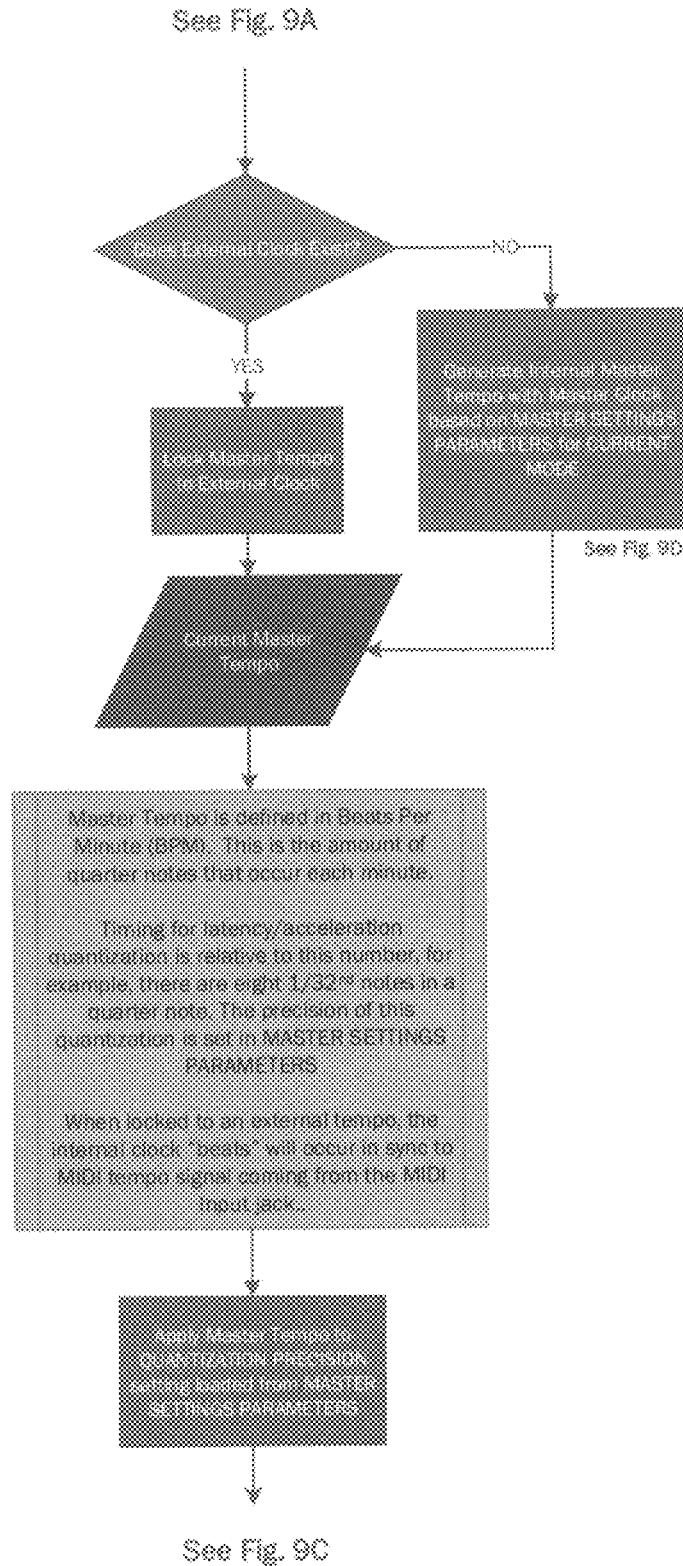 See Fig. 9A
Does External Clock Exist?
NO
YES
Generate Internal Master
Tempo with Master Clock
based on MASTER SETTINGS
PARAMETERS for CURRENT
MODE
Lock Master Tempo
to External Clock
See Fig. 9D
Current Master
Tempo
Master Tempo is defined in Beats Per
Minute (BPM). This is the amount of
quarter notes that occur each minute.
Timing for latency/acceleration
quantization is relative to this number, for
example, there are eight 1/32nd notes in a
quarter note. The precision of this
quantization is set in MASTER SETTINGS
PARAMETERS
When locked to an external tempo, the
internal clock "beats" will occur in sync to
MIDI tempo signal coming from the MIDI
Input jack..
Apply Master Tempo to
QUANTIZATION PRECISION
setting loaded from MASTER
SETTINGS PARAMETERS
See Fig. 9C